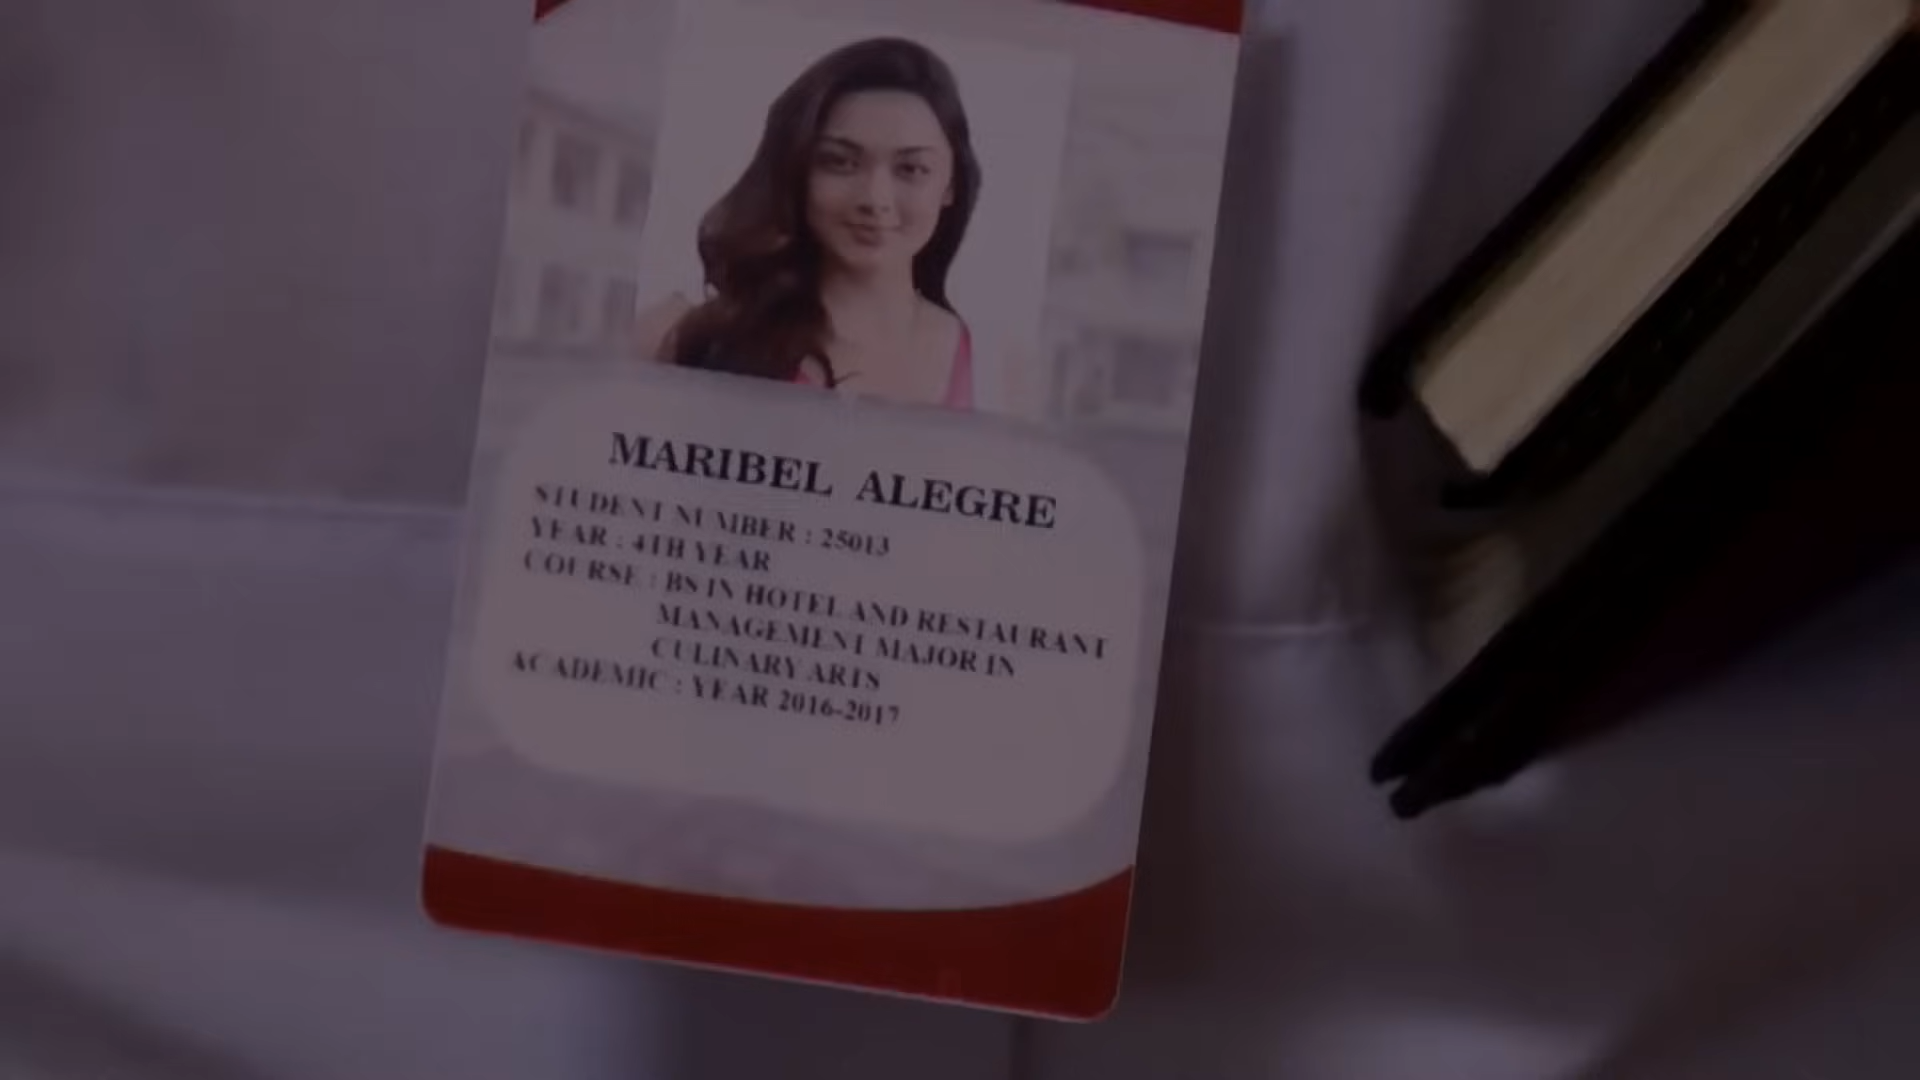 MARIBEL ALEGRE
STUDENT NUMBER : 25013
YEAR : 4TH YEAR
COURSE : BS IN HOTEL AND RESTAURANT
MANAGEMENT MAJOR IN
CULINARY ARTS
ACADEMIC : YEAR 2016-2017